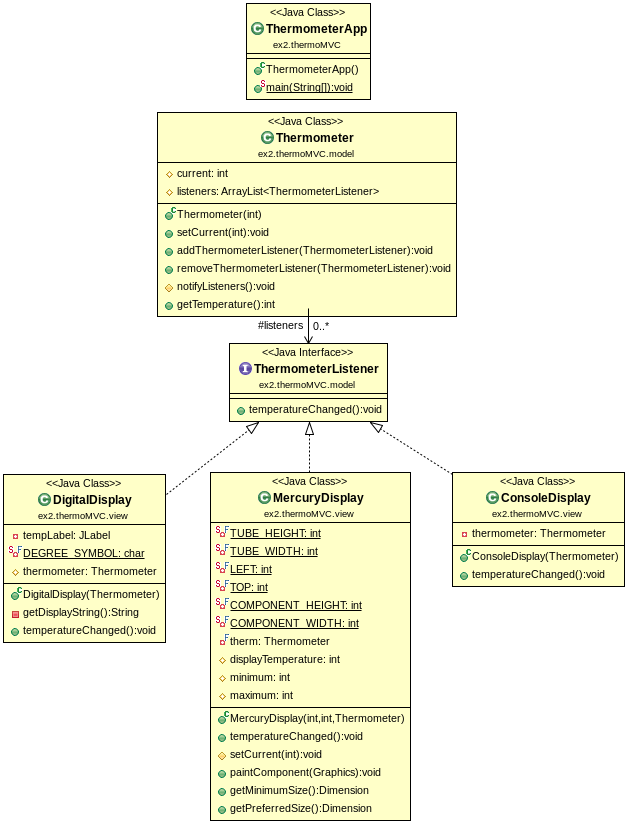 <<Java Class>>
ThermometerApp
ex2.thermoMVC
ThermometerApp()
main(String[]):void
<<Java Class>>
Thermometer
ex2.thermoMVC.model
current: int
listeners: ArrayList<ThermometerListener>
Thermometer(int)
setCurrent(int):void
addThermometerListener(ThermometerListener):void
removeThermometerListener(ThermometerListener):void
notifyListeners():void
getTemperature():int
#listeners 0..*
<<Java Interface>>
ThermometerListener
ex2.thermoMVC.model
temperatureChanged():void
<<Java Class>>
DigitalDisplay
ex2.thermoMVC.view
tempLabel: JLabel
DEGREE_SYMBOL: char
thermometer: Thermometer
DigitalDisplay(Thermometer)
getDisplayString():String
temperatureChanged():void
<<Java Class>>
MercuryDisplay
ex2.thermoMVC.view
TUBE_HEIGHT: int
TUBE_WIDTH: int
LEFT: int
TOP: int
COMPONENT_HEIGHT: int
COMPONENT_WIDTH: int
therm: Thermometer
displayTemperature: int
minimum: int
maximum: int
MercuryDisplay(int,int,Thermometer)
temperatureChanged():void
setCurrent(int):void
paintComponent(Graphics):void
getMinimumSize():Dimension
getPreferredSize():Dimension
<<Java Class>>
ConsoleDisplay
ex2.thermoMVC.view
thermometer: Thermometer
ConsoleDisplay(Thermometer)
temperatureChanged():void